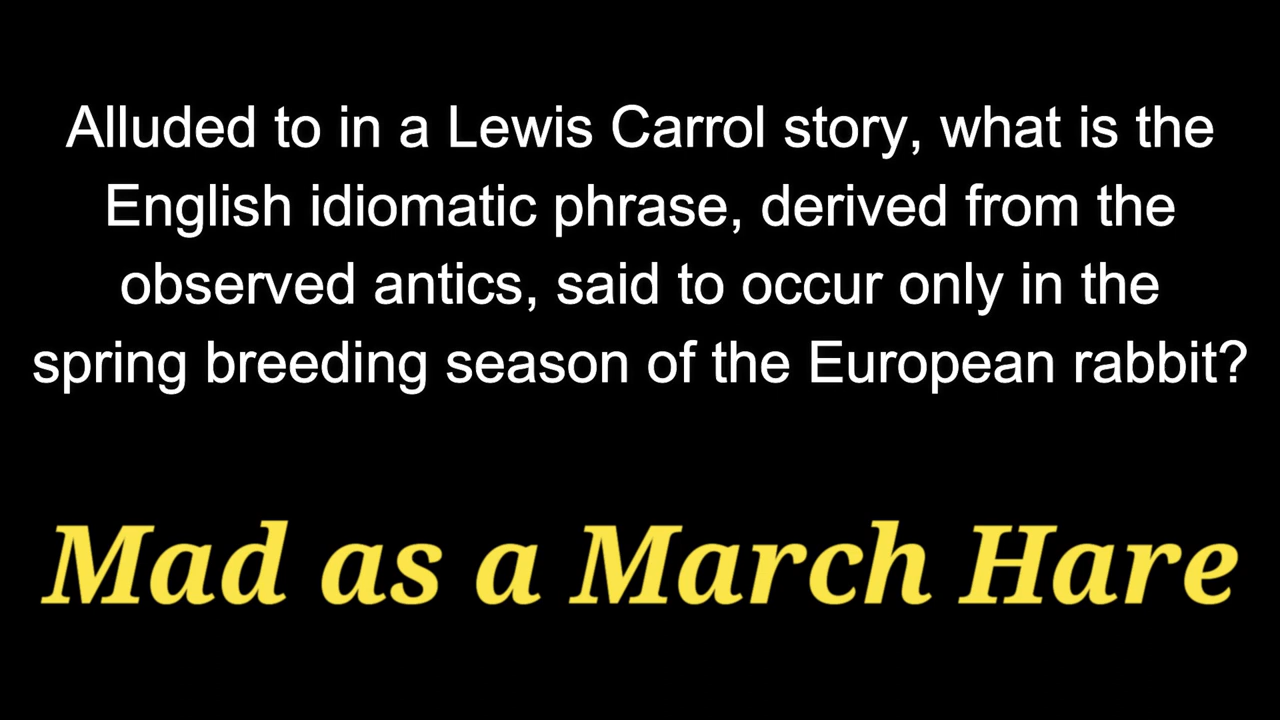 Alluded to in a Lewis Carrol story, what is the
English idiomatic phrase, derived from the
observed antics, said to occur only in the
spring breeding season of the European rabbit?
Mad as a March Hare